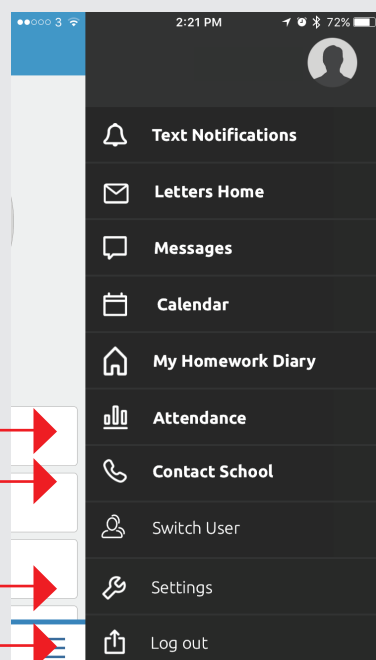 3 2:21 PM 72%
Text Notifications
Letters Home
Messages
Calendar
My Homework Diary
Attendance
Contact School
Switch User
Settings
Log out